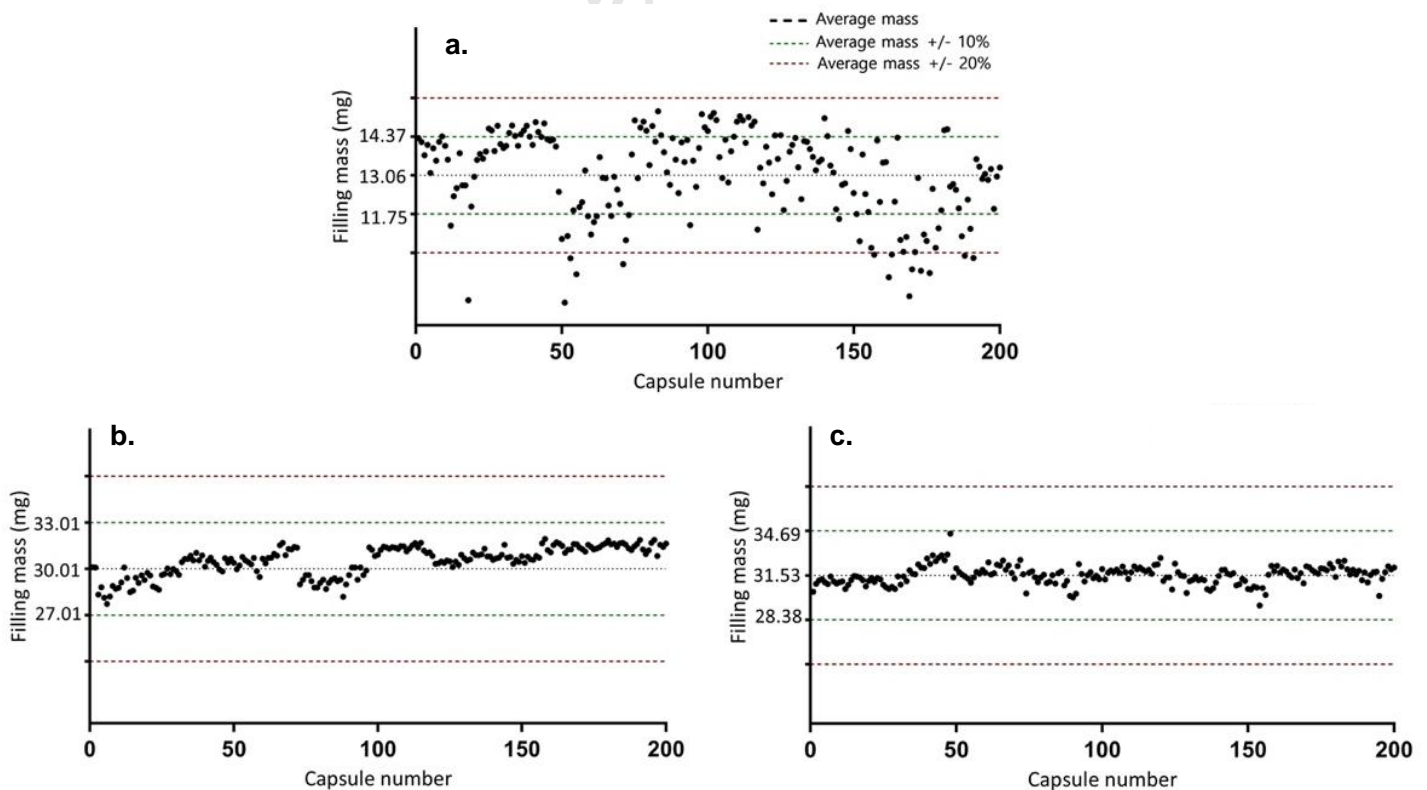 Average mass
Average mass +/- 10%
Average mass +/- 20%
a.
Filling mass (mg)
14.37
13.06
11.75
0 50 100 150 200
Capsule number
b.
Filling mass (mg)
33.01
30.01
27.01
0 50 100 150 200
Capsule number
c.
Filling mass (mg)
34.69
31.53
28.38
0 50 100 150 200
Capsule number